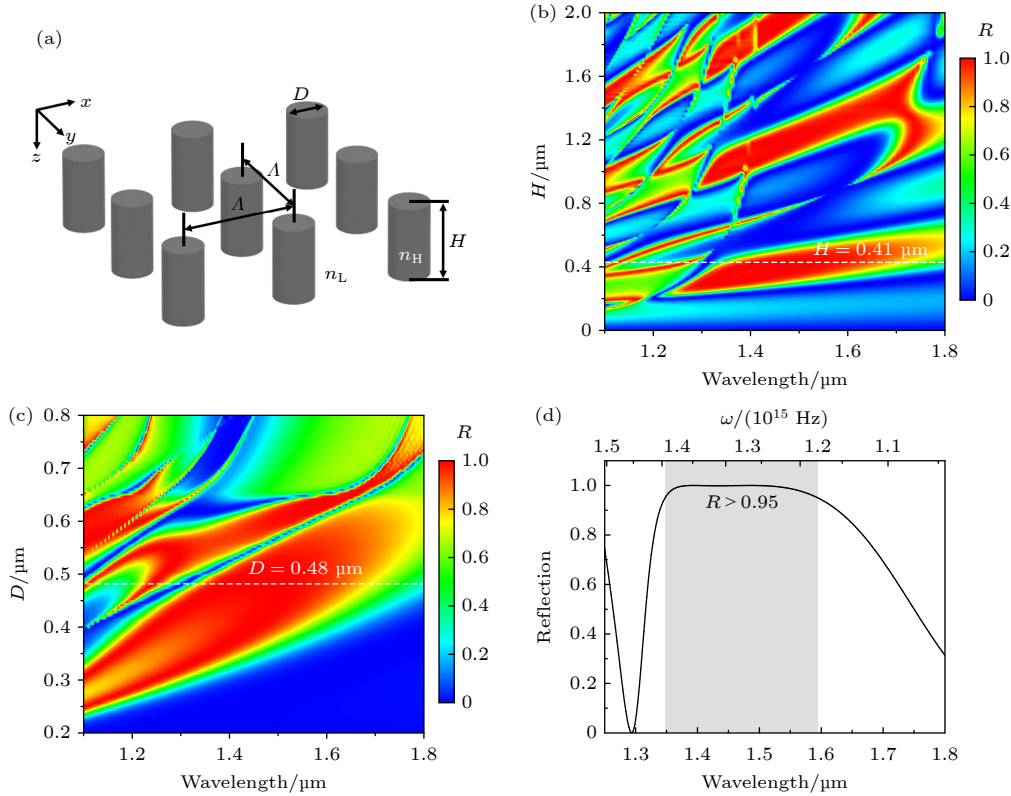 (a)
x
y
z
D
Λ
Λ
H
n_H
n_L
(b)
H/μm
2.0
1.6
1.2
0.8
0.4
0
H = 0.41 μm
1.2
1.4
1.6
1.8
Wavelength/μm
R
1.0
0.8
0.6
0.4
0.2
0
(c)
D/μm
0.8
0.7
0.6
0.5
0.4
0.3
0.2
D = 0.48 μm
1.2
1.4
1.6
1.8
Wavelength/μm
R
1.0
0.8
0.6
0.4
0.2
0
(d)
ω/(10¹⁵ Hz)
1.5
1.4
1.3
1.2
1.1
Reflection
1.0
0.8
0.6
0.4
0.2
0
R > 0.95
1.3
1.4
1.5
1.6
1.7
1.8
Wavelength/μm